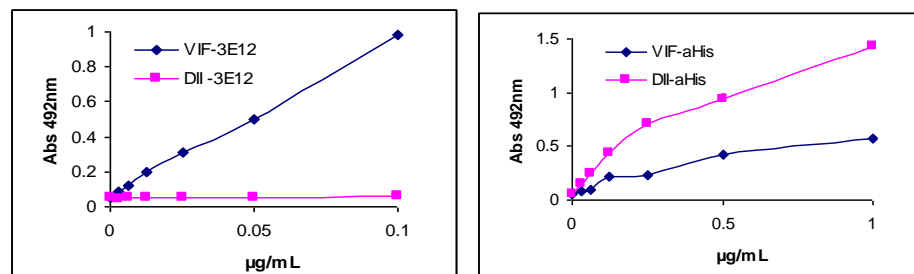 Abs 492nm
1
0.8
0.6
0.4
0.2
0
VIF-3E12
DII -3E12
0
0.05
0.1
µg/mL
Abs 492nm
1.5
1
0.5
0
VIF-aHis
DII-aHis
0
0.5
1
µg/mL